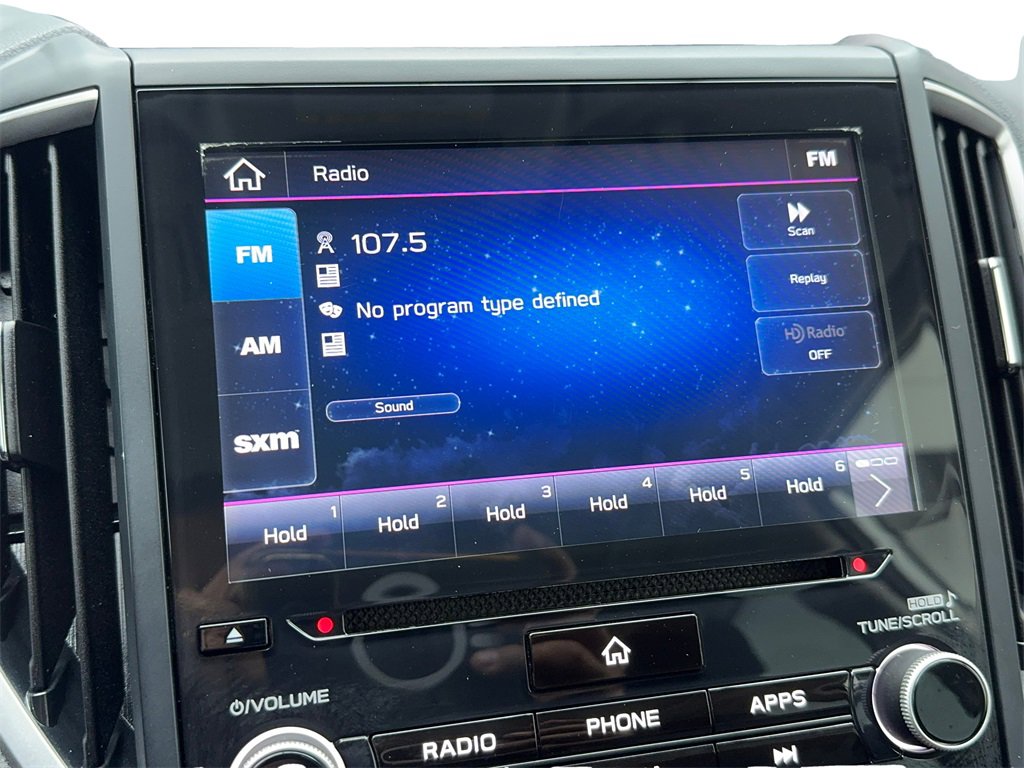 Radio
FM
FM
AM
sxm
107.5
No program type defined
Sound
Scan
Replay
HD Radio
OFF
Hold 1
Hold 2
Hold 3
Hold 4
Hold 5
Hold 6
HOLD
TUNE/SCROLL
/VOLUME
RADIO
PHONE
APPS